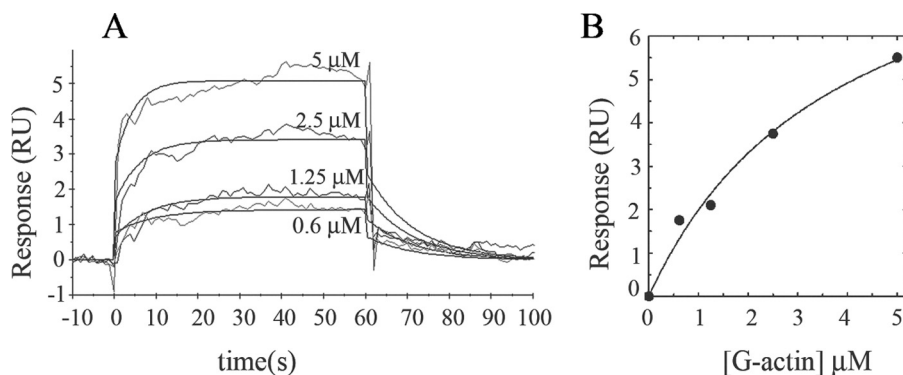 A
Response (RU)
5
4
3
2
1
0
-1
5 μM
2.5 μM
1.25 μM
0.6 μM
-10 0 10 20 30 40 50 60 70 80 90 100
time(s)
B
Response (RU)
6
5
4
3
2
1
0
0 1 2 3 4 5
[G-actin] μM